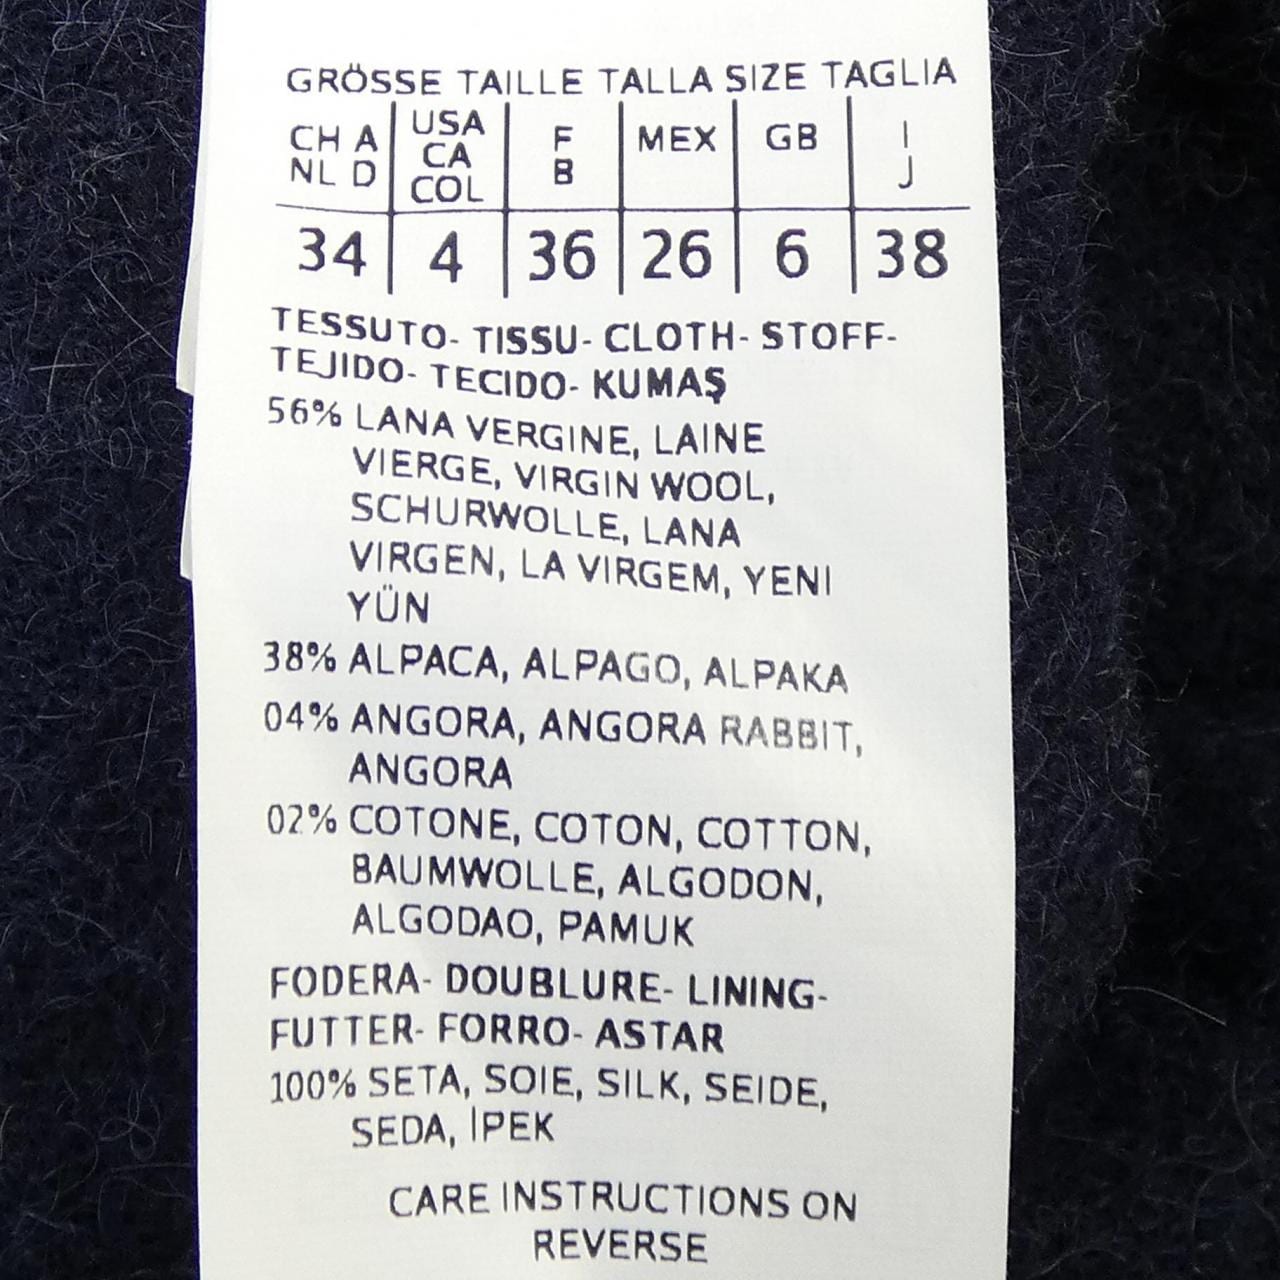 GRÖSSE TAILLE TALLA SIZE TAGLIA
CH A NL D
USA CA COL
F B
MEX
GB
I J
34 4 36 26 6 38
TESSUTO- TISSU- CLOTH- STOFF-
TEJIDO- TECIDO- KUMAŞ
56% LANA VERGINE, LAINE
VIERGE, VIRGIN WOOL,
SCHURWOLLE, LANA
VIRGEN, LA VIRGEM, YENI
YÜN
38% ALPACA, ALPAGO, ALPAKA
04% ANGORA, ANGORA RABBIT,
ANGORA
02% COTONE, COTON, COTTON,
BAUMWOLLE, ALGODON,
ALGODAO, PAMUK
FODERA- DOUBLURE- LINING-
FUTTER- FORRO- ASTAR
100% SETA, SOIE, SILK, SEIDE,
SEDA, İPEK
CARE INSTRUCTIONS ON
REVERSE